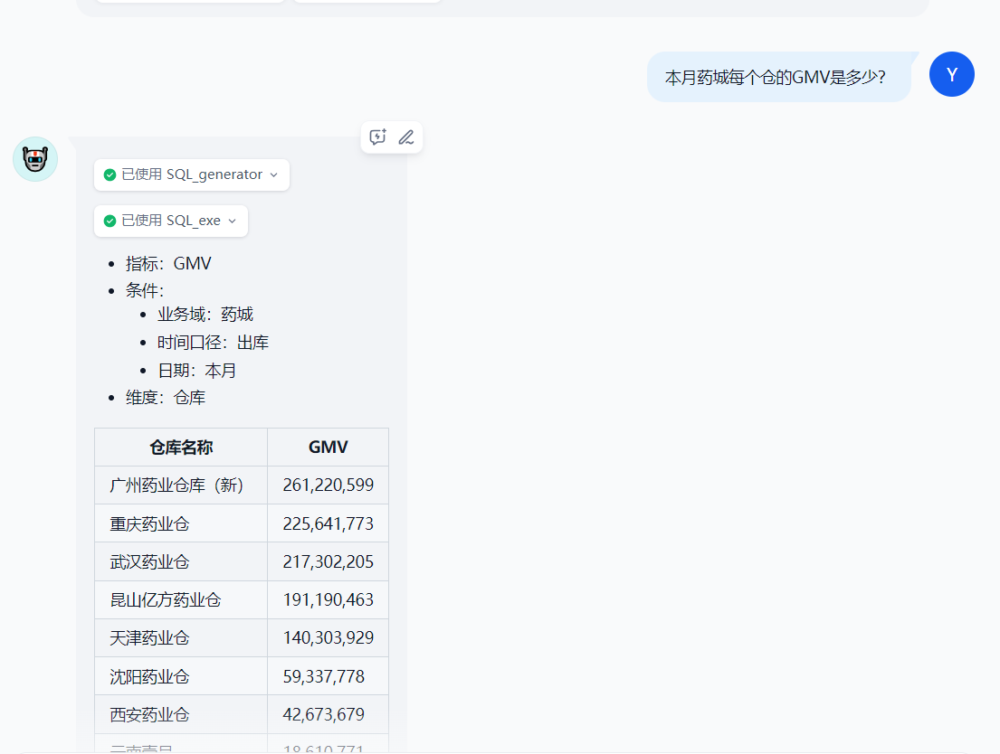 本月药城每个仓的GMV是多少?
Y
已使用 SQL_generator
已使用 SQL_exe
指标：GMV
条件：
业务域：药城
时间口径：出库
日期：本月
维度：仓库
仓库名称 GMV
广州药业仓库（新） 261,220,599
重庆药业仓 225,641,773
武汉药业仓 217,302,205
昆山亿方药业仓 191,190,463
天津药业仓 140,303,929
沈阳药业仓 59,337,778
西安药业仓 42,673,679
18,610,771